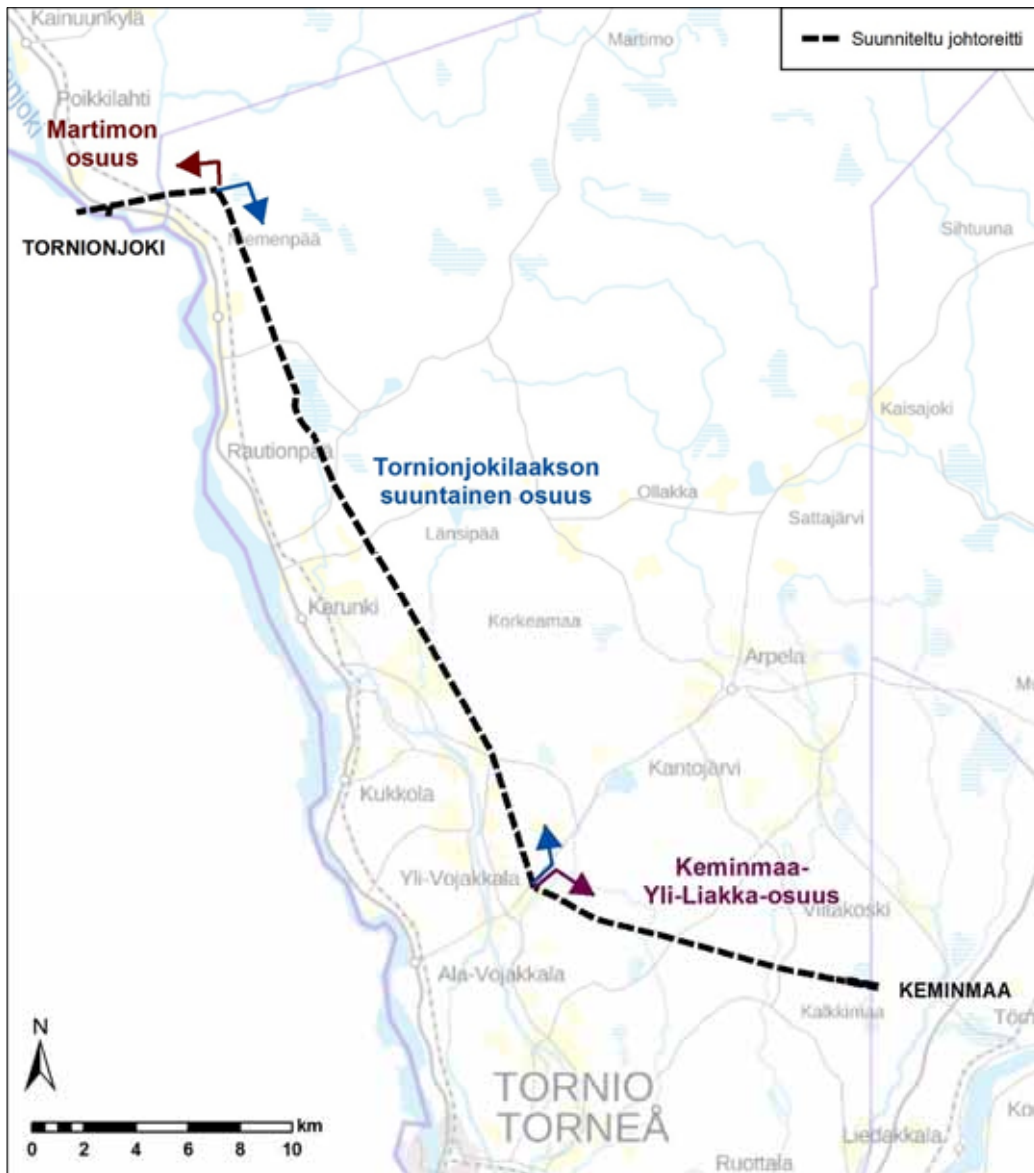 Kainuunkylä
Martimo
Suunniteltu johtoreitti
Poikkilahti
Martimon
osuus
TORNIONJOKI
Sihtuuna
Kaisajoki
Rautionpää
Tornionjokilaakson
suuntainen osuus
Ollakka
Sattajärvi
Länsipää
Karunki
Korkeamaa
Arpela
Kantojärvi
Kukkola
Yli-Vojakkala
Keminmaa-
Yli-Liakka-osuus
Viitakoski
Ala-Vojakkala
KEMINMAA
Kalkkimaa
N
TORNIO
TORNEÅ
km
0 2 4 6 8 10
Liedakkala
Ruottala